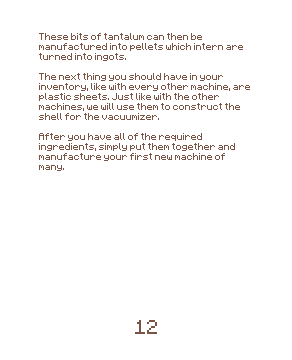 These bits of tantalum can then be
manufactured into pellets which intern are
turned into ingots.
The next thing you should have in your
inventory, like with every other machine, are
plastic sheets. Just like with the other
machines, we will use them to construct the
shell for the vacuumizer.
After you have all of the required
ingredients, simply put them together and
manufacture your first new machine of
many.
12